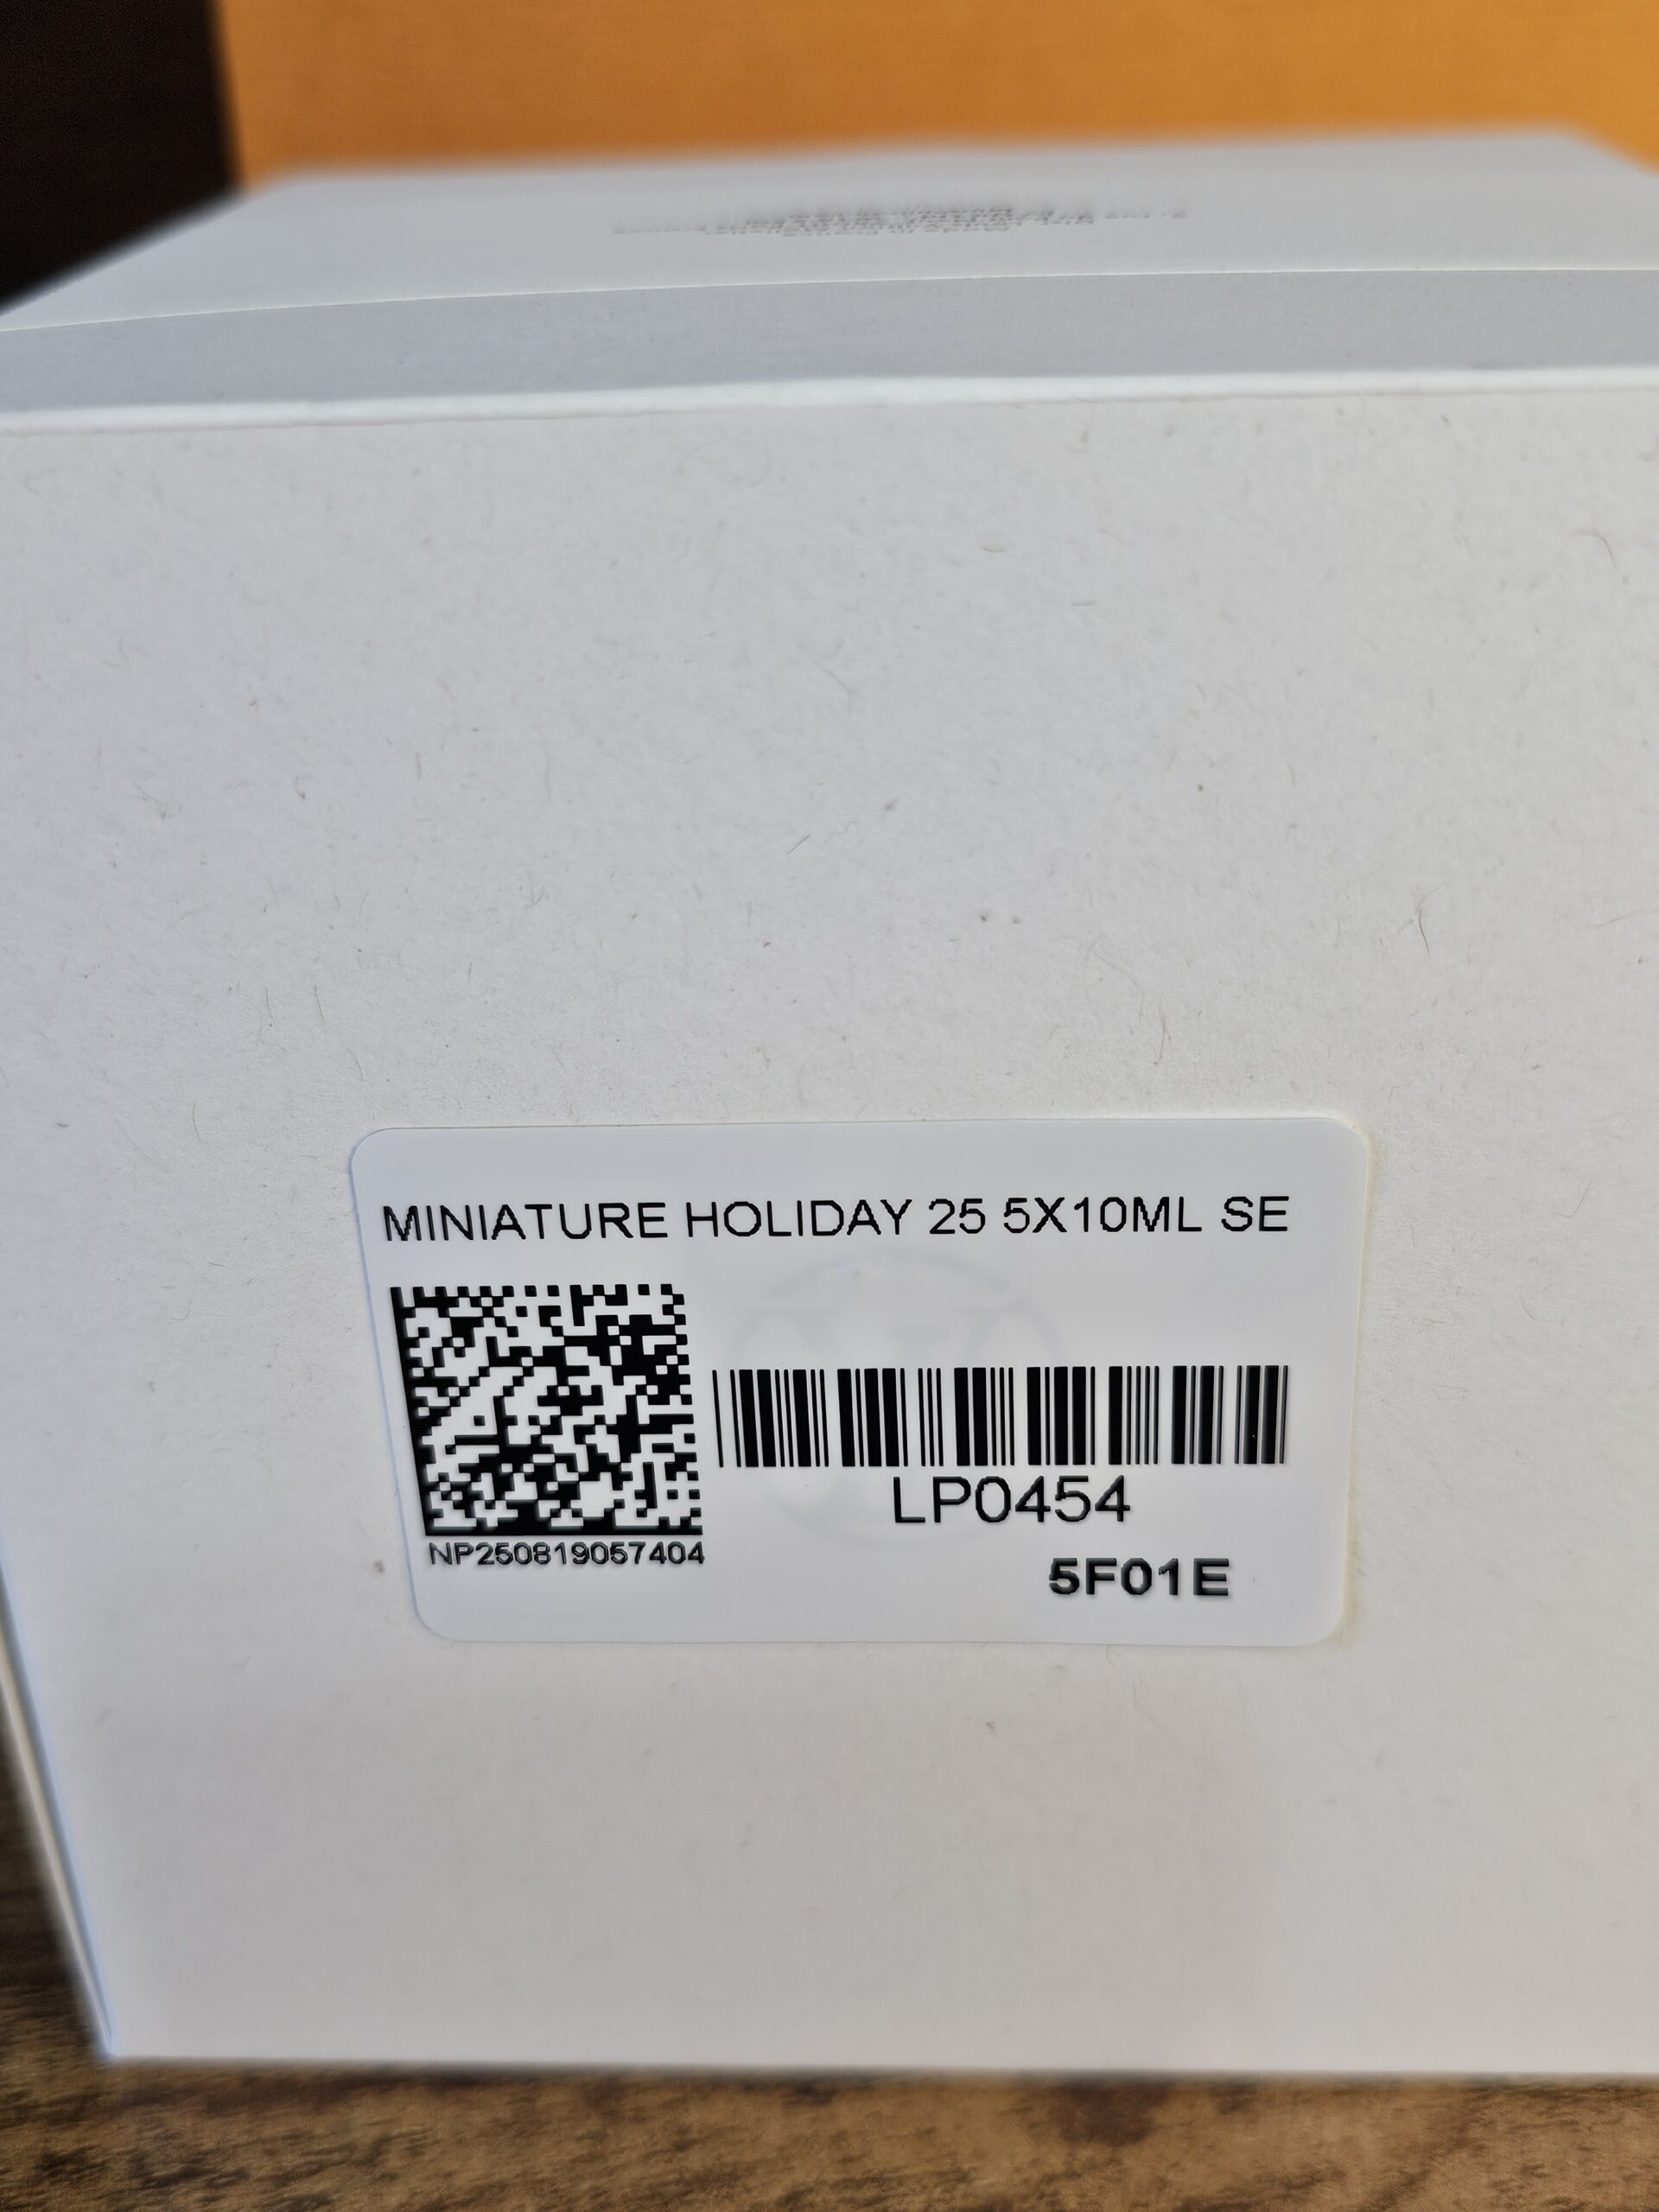 MINIATURE HOLIDAY 25 5X10ML SE
LP0454
NP250819057404
5F01E